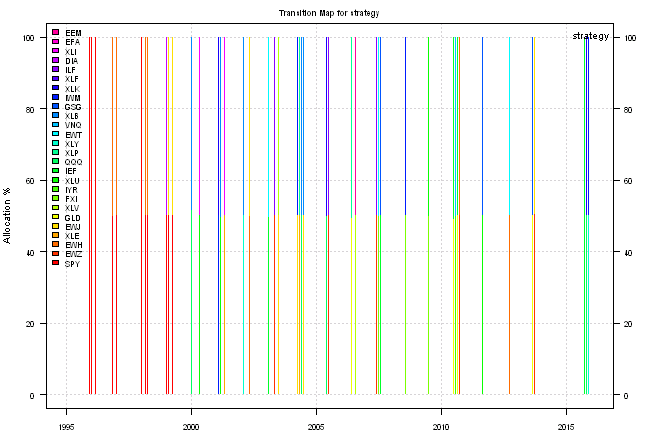 Transition Map for strategy
strategy
100
80
60
40
20
0
Allocation %
EEM
EFA
XLI
DIA
ILF
XLF
XLK
IWM
GSG
XLB
VNQ
EWT
XLY
XLP
QQQ
IEF
XLU
IYR
FXI
XLV
GLD
EWJ
XLE
EWH
EWZ
SPY
100
80
60
40
20
0
1995 2000 2005 2010 2015